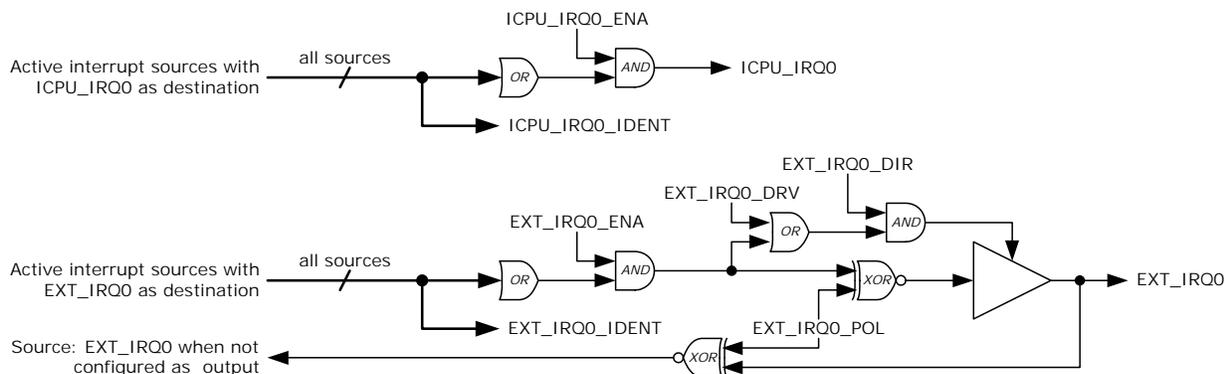 ICPU_IRQ0_ENA
all sources
Active interrupt sources with
ICPU_IRQ0 as destination
OR
AND
ICPU_IRQ0
ICPU_IRQ0_IDENT
EXT_IRQ0_DIR
EXT_IRQ0_DRV
EXT_IRQ0_ENA
OR
AND
all sources
Active interrupt sources with
EXT_IRQ0 as destination
OR
AND
XOR
EXT_IRQ0
EXT_IRQ0_IDENT
EXT_IRQ0_POL
Source: EXT_IRQ0 when not
configured as output
XOR